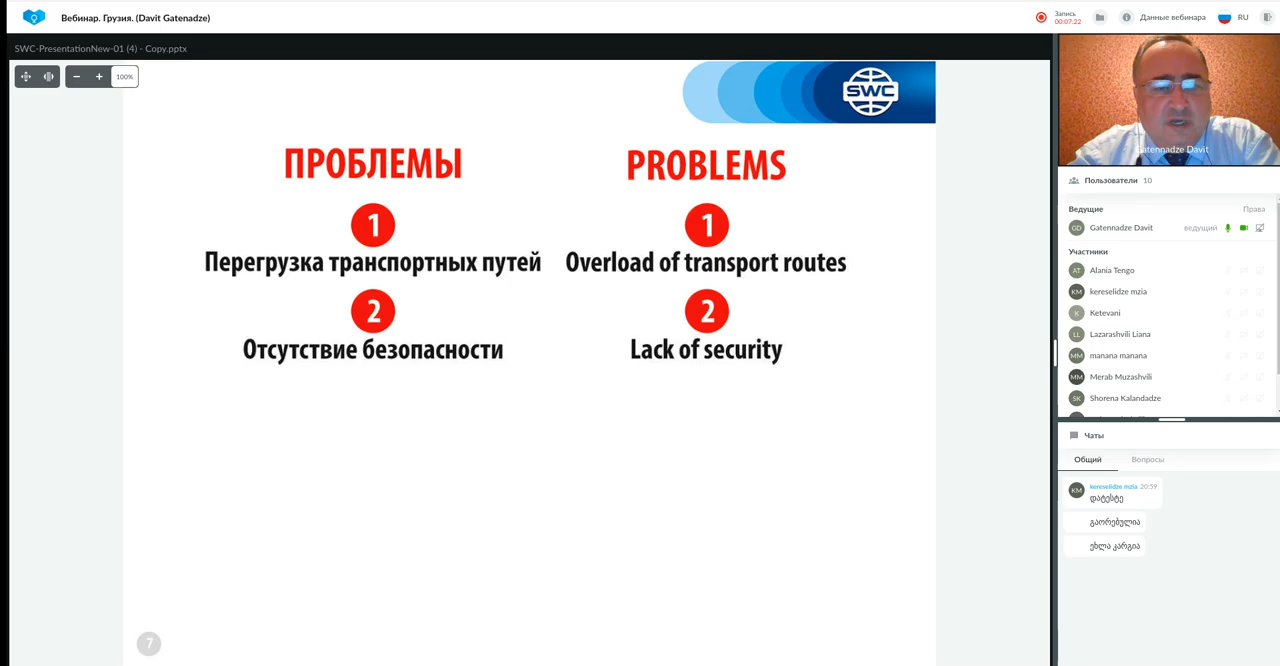 Вебинар. Грузия. (Davit Gatenadze)
Запись
00:07:22
Данные вебинара
RU
SWC-PresentationNew-01 (4) - Copy.pptx
100%
SWC
ПРОБЛЕМЫ
1
Перегрузка транспортных путей
2
Отсутствие безопасности
PROBLEMS
1
Overload of transport routes
2
Lack of security
7
Gatennadze Davit
Пользователи 10
Ведущие Права
GD Gatennadze Davit ведущий
Участники
AT Alania Tengo
KM kereselidze mzia
K Ketevani
LL Lazarashvili Liana
MM manana manana
MM Merab Muzashvili
SK Shorena Kalandadze
Чаты
Общий Вопросы
KM kereselidze mzia 20:59
დატესტე
გაორებულია
ეხლა კარგია